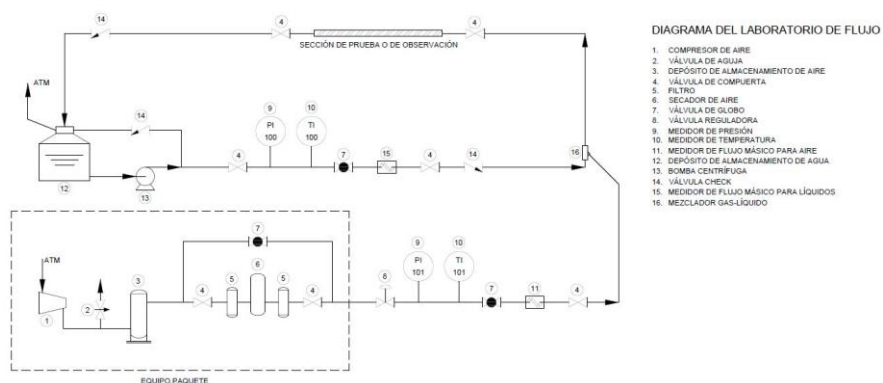 DIAGRAMA DEL LABORATORIO DE FLUJO
1. COMPRESOR DE AIRE
2. VÁLVULA DE AGUJA
3. DEPÓSITO DE ALMACENAMIENTO DE AIRE
4. VÁLVULA DE COMPUERTA
5. FILTRO
6. SECADOR DE AIRE
7. VÁLVULA DE GLOBO
8. VÁLVULA REGULADORA
9. MEDIDOR DE PRESIÓN
10. MEDIDOR DE TEMPERATURA
11. MEDIDOR DE FLUJO MÁSICO PARA AIRE
12. DEPÓSITO DE ALMACENAMIENTO DE AGUA
13. BOMBA CENTRÍFUGA
14. VÁLVULA CHECK
15. MEDIDOR DE FLUJO MÁSICO PARA LÍQUIDOS
16. MEZCLADOR GAS-LÍQUIDO
14 4 4
SECCIÓN DE PRUEBA O DE OBSERVACIÓN
ATM
14
9 10
PI 100
TI 100
4 7 15 4 14 16
12 13
7
ATM
2 3 4 5 6 5 4
1
8 9 10
PI 101
TI 101
7 11 4
EQUIPO PAQUETE